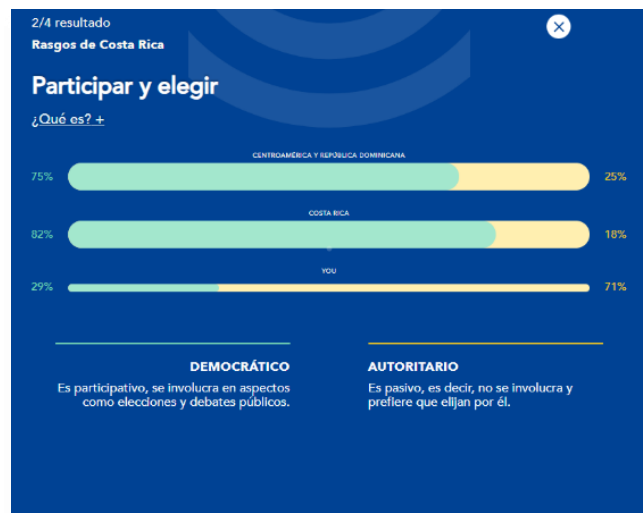 2/4 resultado
Rasgos de Costa Rica
Participar y elegir
¿Qué es? +
CENTROAMÉRICA Y REPÚBLICA DOMINICANA
75% 25%
COSTA RICA
82% 18%
YOU
29% 71%
DEMOCRÁTICO
Es participativo, se involucra en aspectos
como elecciones y debates públicos.
AUTORITARIO
Es pasivo, es decir, no se involucra y
prefiere que elijan por él.